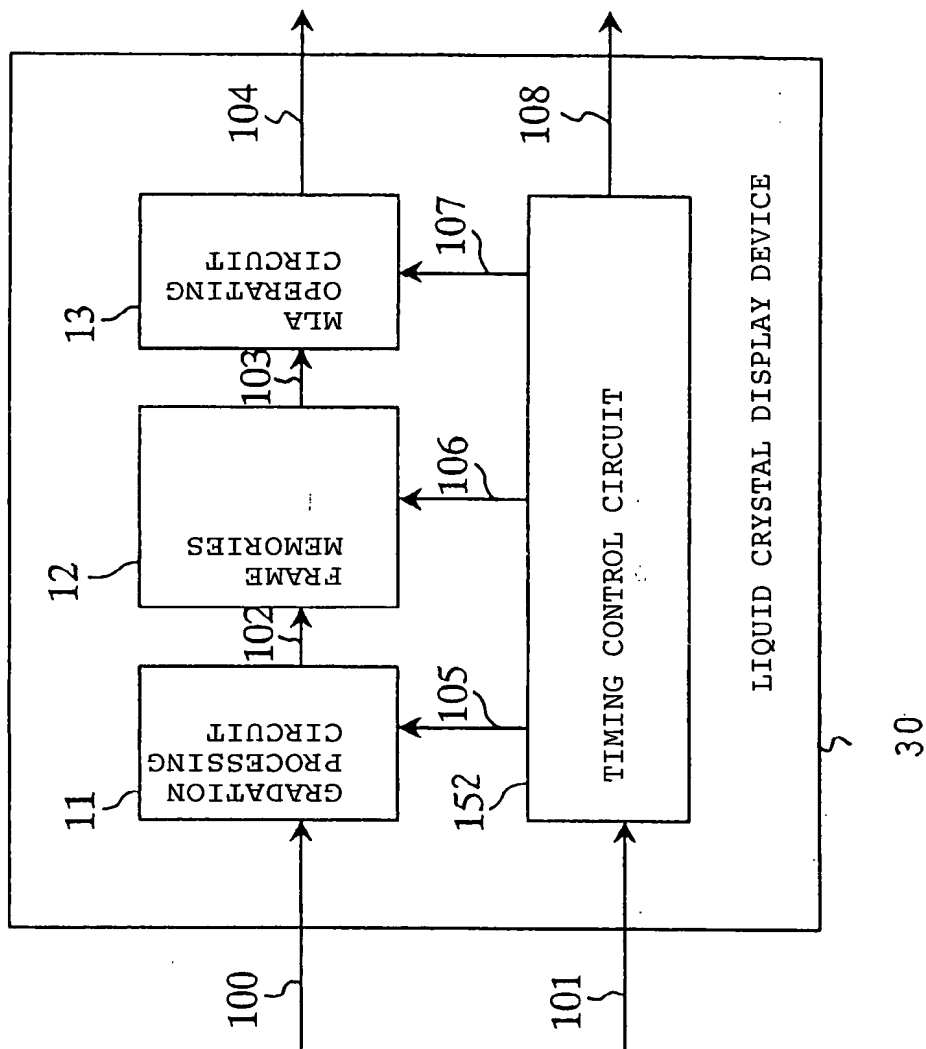 104
108
13
MLA
OPERATING
CIRCUIT
107
103
12
FRAME
MEMORIES
106
102
11
GRADATION
PROCESSING
CIRCUIT
105
152
TIMING CONTROL CIRCUIT
LIQUID CRYSTAL DISPLAY DEVICE
30
100
101